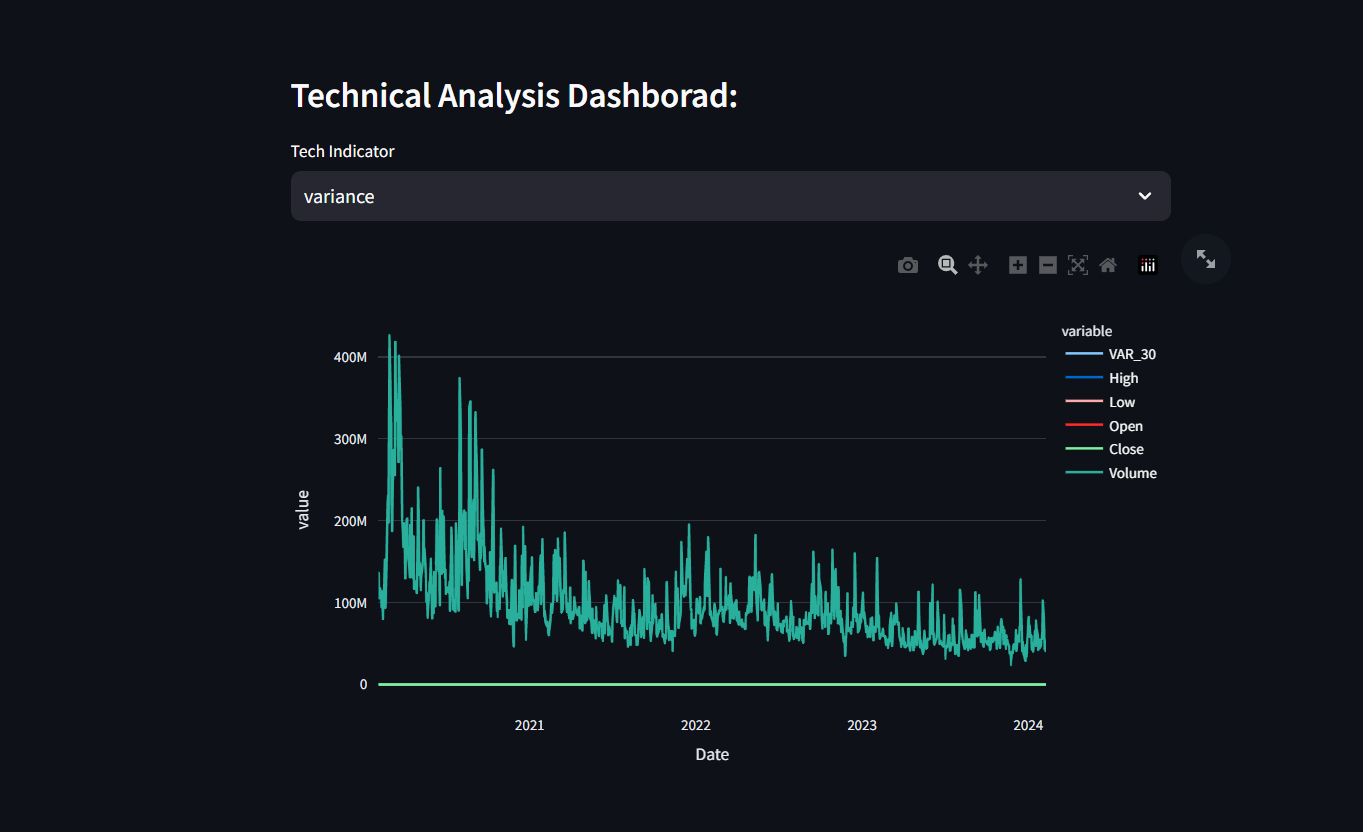 Technical Analysis Dashborad:
Tech Indicator
variance
variable
VAR_30
High
Low
Open
Close
Volume
value
400M
300M
200M
100M
0
2021
2022
2023
2024
Date